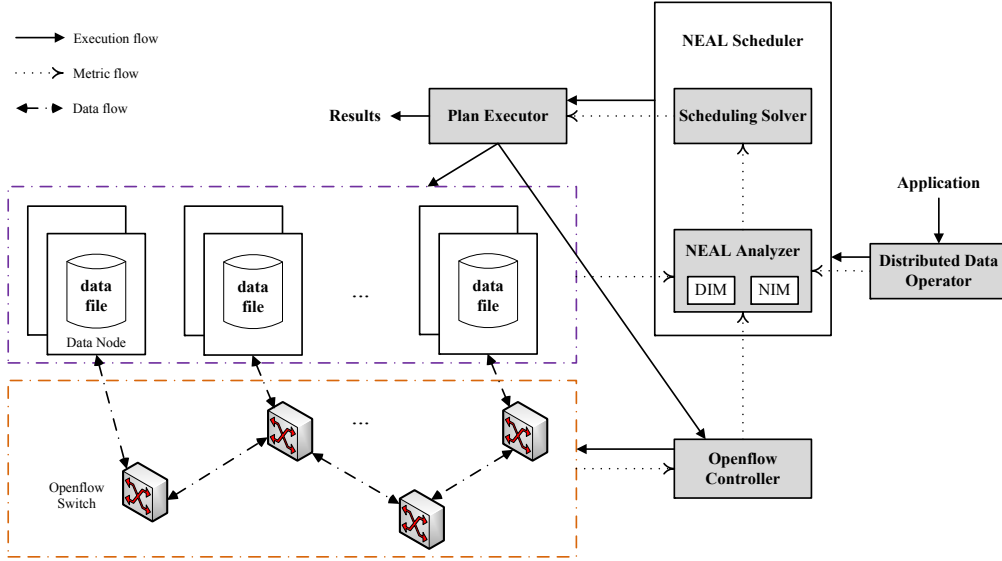 Execution flow
Metric flow
Data flow
NEAL Scheduler
Results
Plan Executor
Scheduling Solver
Application
NEAL Analyzer
DIM
NIM
Distributed Data
Operator
data
file
data
file
data
file
...
Data Node
...
Openflow
Switch
Openflow
Controller